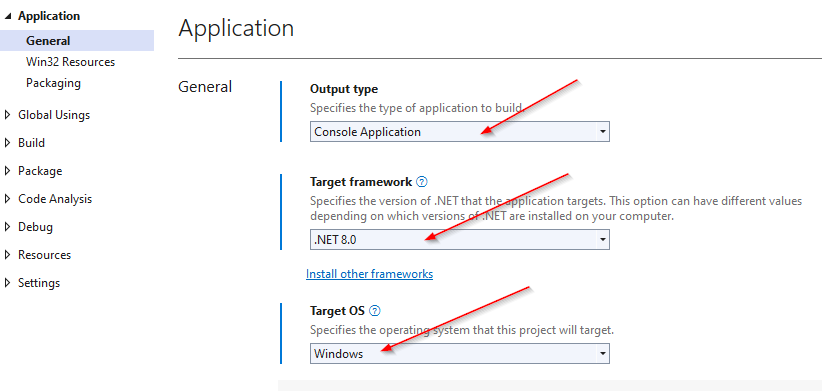 Application
General
Win32 Resources
Packaging
Global Usings
Build
Package
Code Analysis
Debug
Resources
Settings
Application
General
Output type
Specifies the type of application to build.
Console Application
Target framework ?
Specifies the version of .NET that the application targets. This option can have different values
depending on which versions of .NET are installed on your computer.
.NET 8.0
Install other frameworks
Target OS ?
Specifies the operating system that this project will target.
Windows